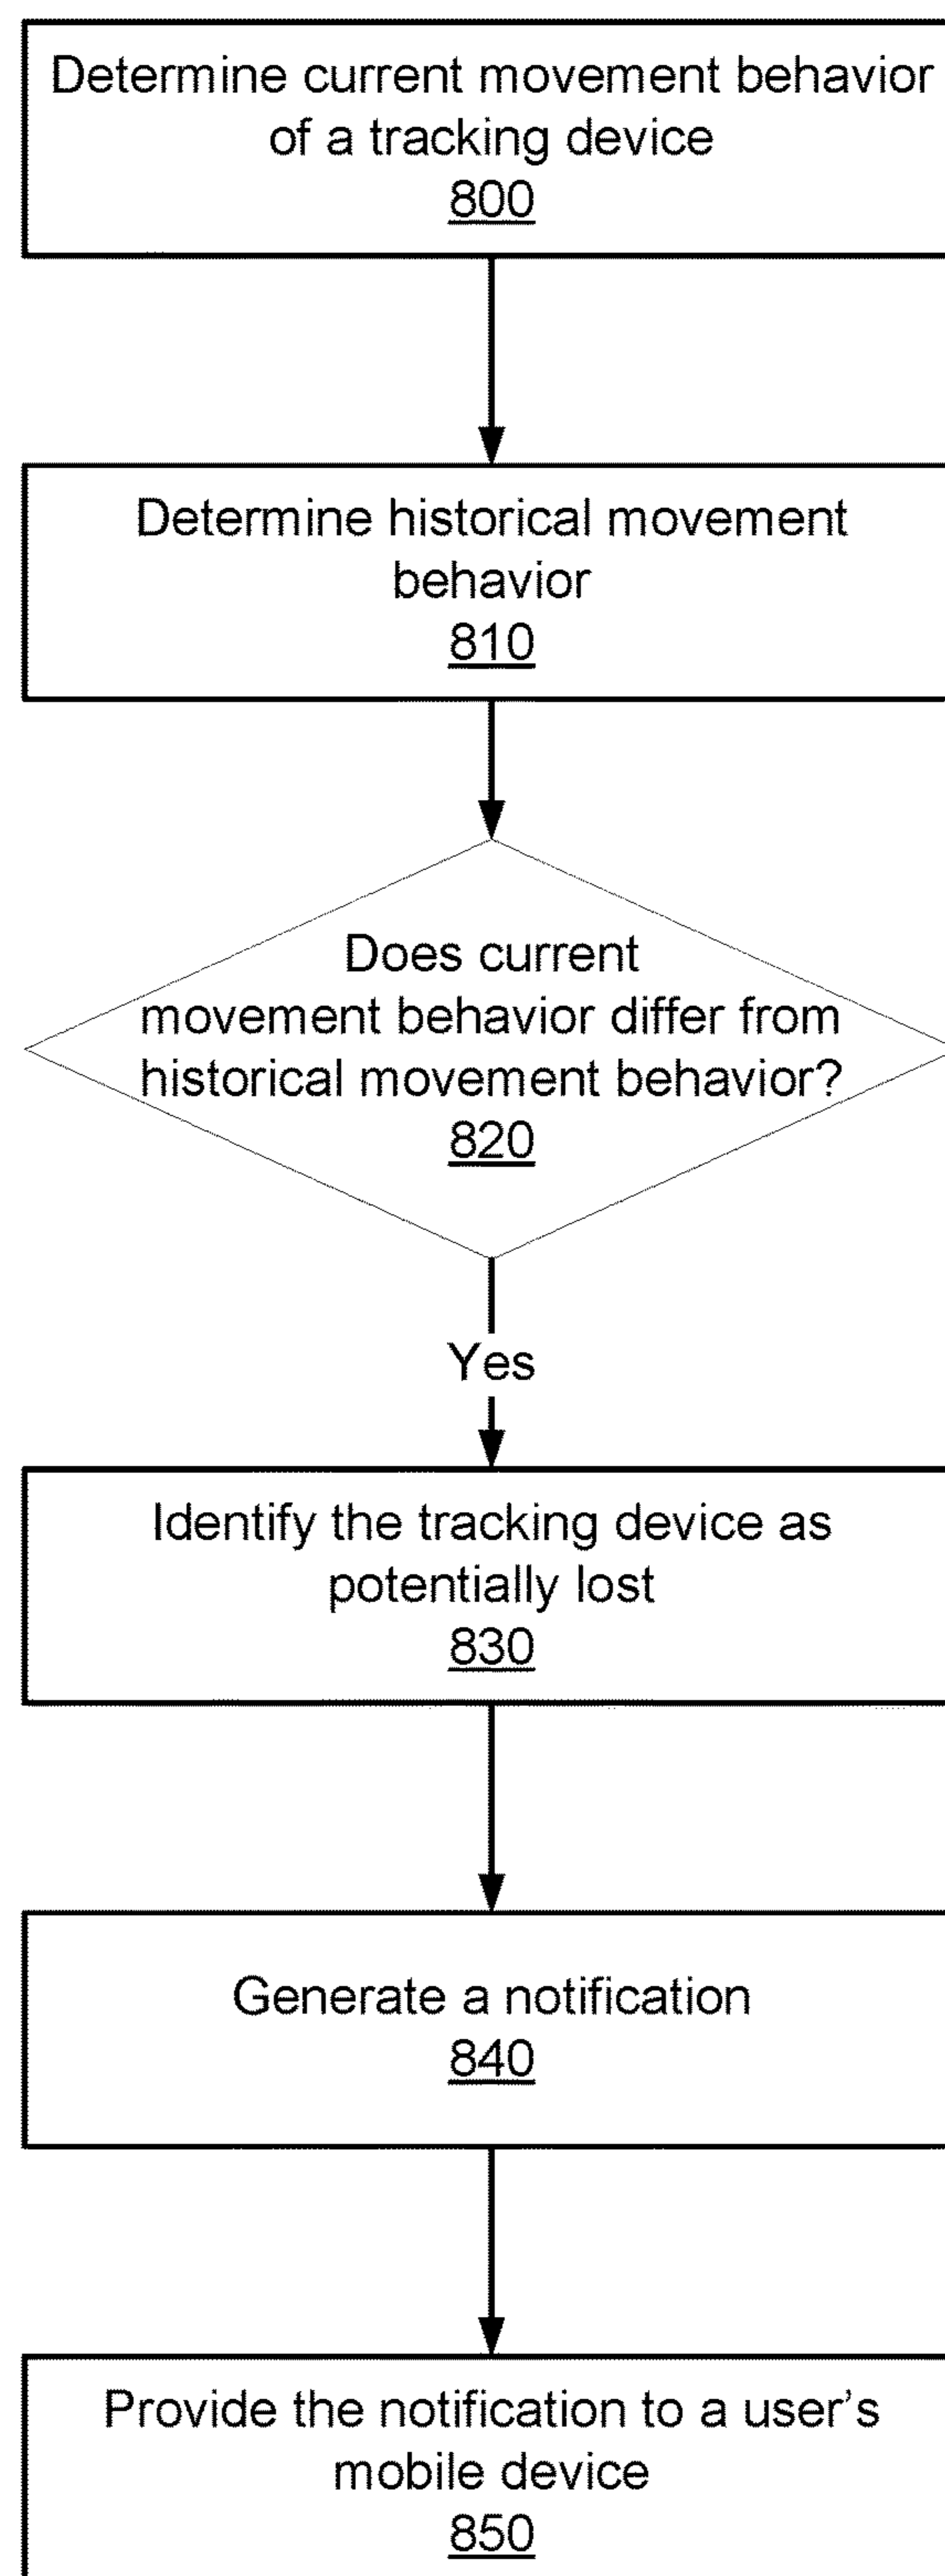 Determine current movement behavior
of a tracking device
800
Determine historical movement
behavior
810
Does current
movement behavior differ from
historical movement behavior?
820
Yes
Identify the tracking device as
potentially lost
830
Generate a notification
840
Provide the notification to a user's
mobile device
850